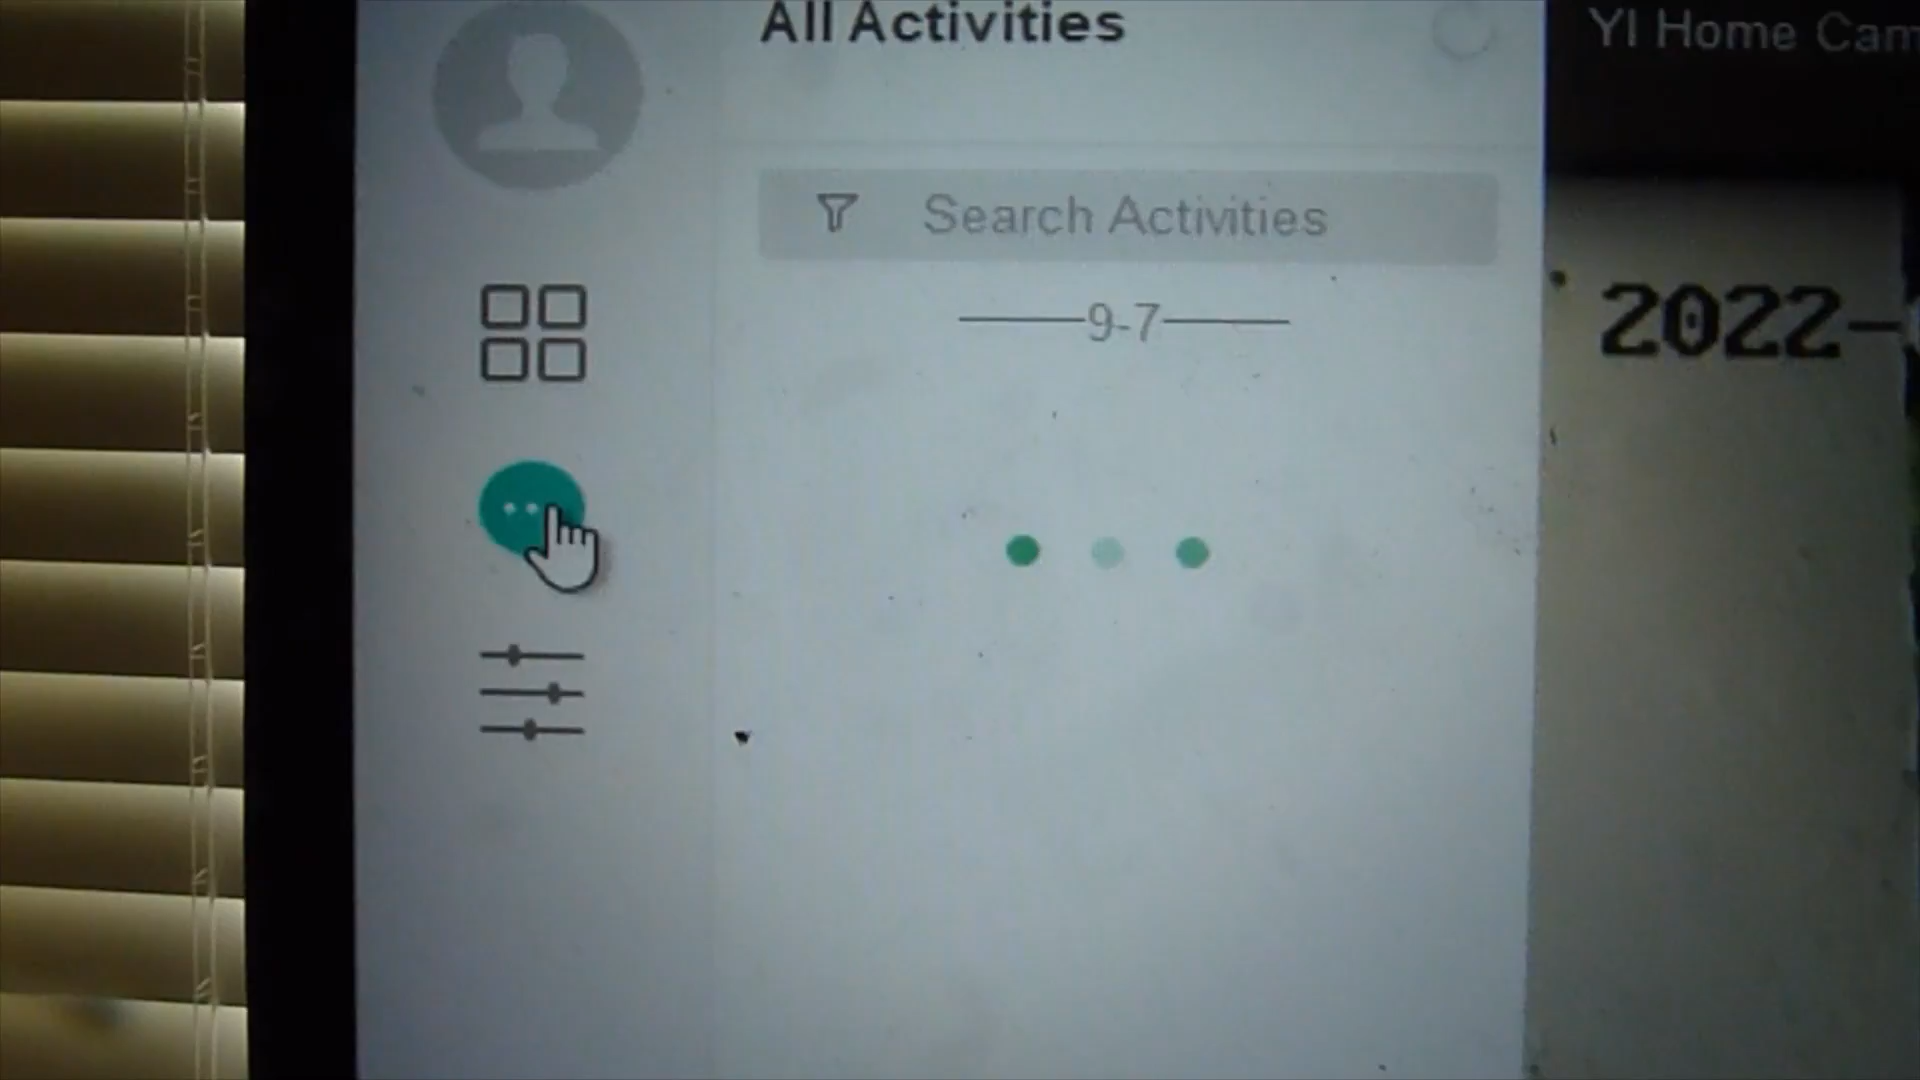 All Activities
YI Home Cam
Search Activities
9-7
2022-